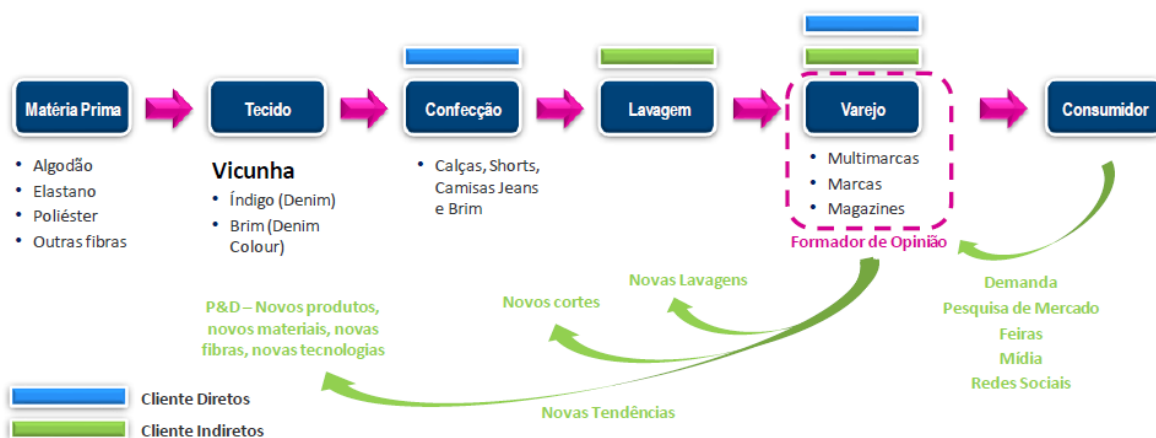 Matéria Prima
Tecido
Confecção
Lavagem
Varejo
Consumidor
• Algodão
• Elastano
• Poliéster
• Outras fibras
Vicunha
• Índigo (Denim)
• Brim (Denim
Colour)
• Calças, Shorts,
Camisas Jeans
e Brim
• Multimarcas
• Marcas
• Magazines
Formador de Opinião
Novas Lavagens
Novos cortes
P&D – Novos produtos,
novos materiais, novas
fibras, novas tecnologias
Novas Tendências
Demanda
Pesquisa de Mercado
Feiras
Mídia
Redes Sociais
Cliente Diretos
Cliente Indiretos